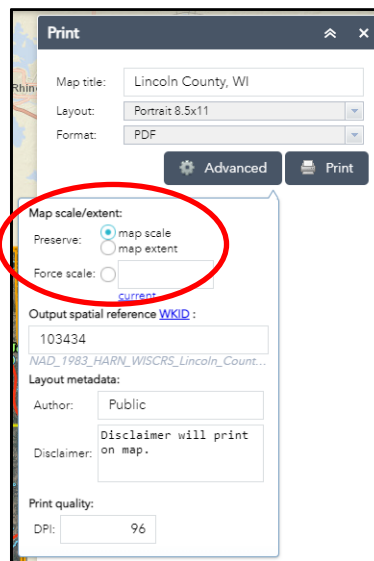 Print
Rhin
Map title: Lincoln County, WI
Layout: Portrait 8.5x11
Format: PDF
Advanced Print
Map scale/extent:
Preserve: map scale
map extent
Force scale:
current
Output spatial reference WKID :
103434
NAD_1983_HARN_WISCRS_Lincoln_Count...
Layout metadata:
Author: Public
Disclaimer: Disclaimer will print
on map.
Print quality:
DPI: 96